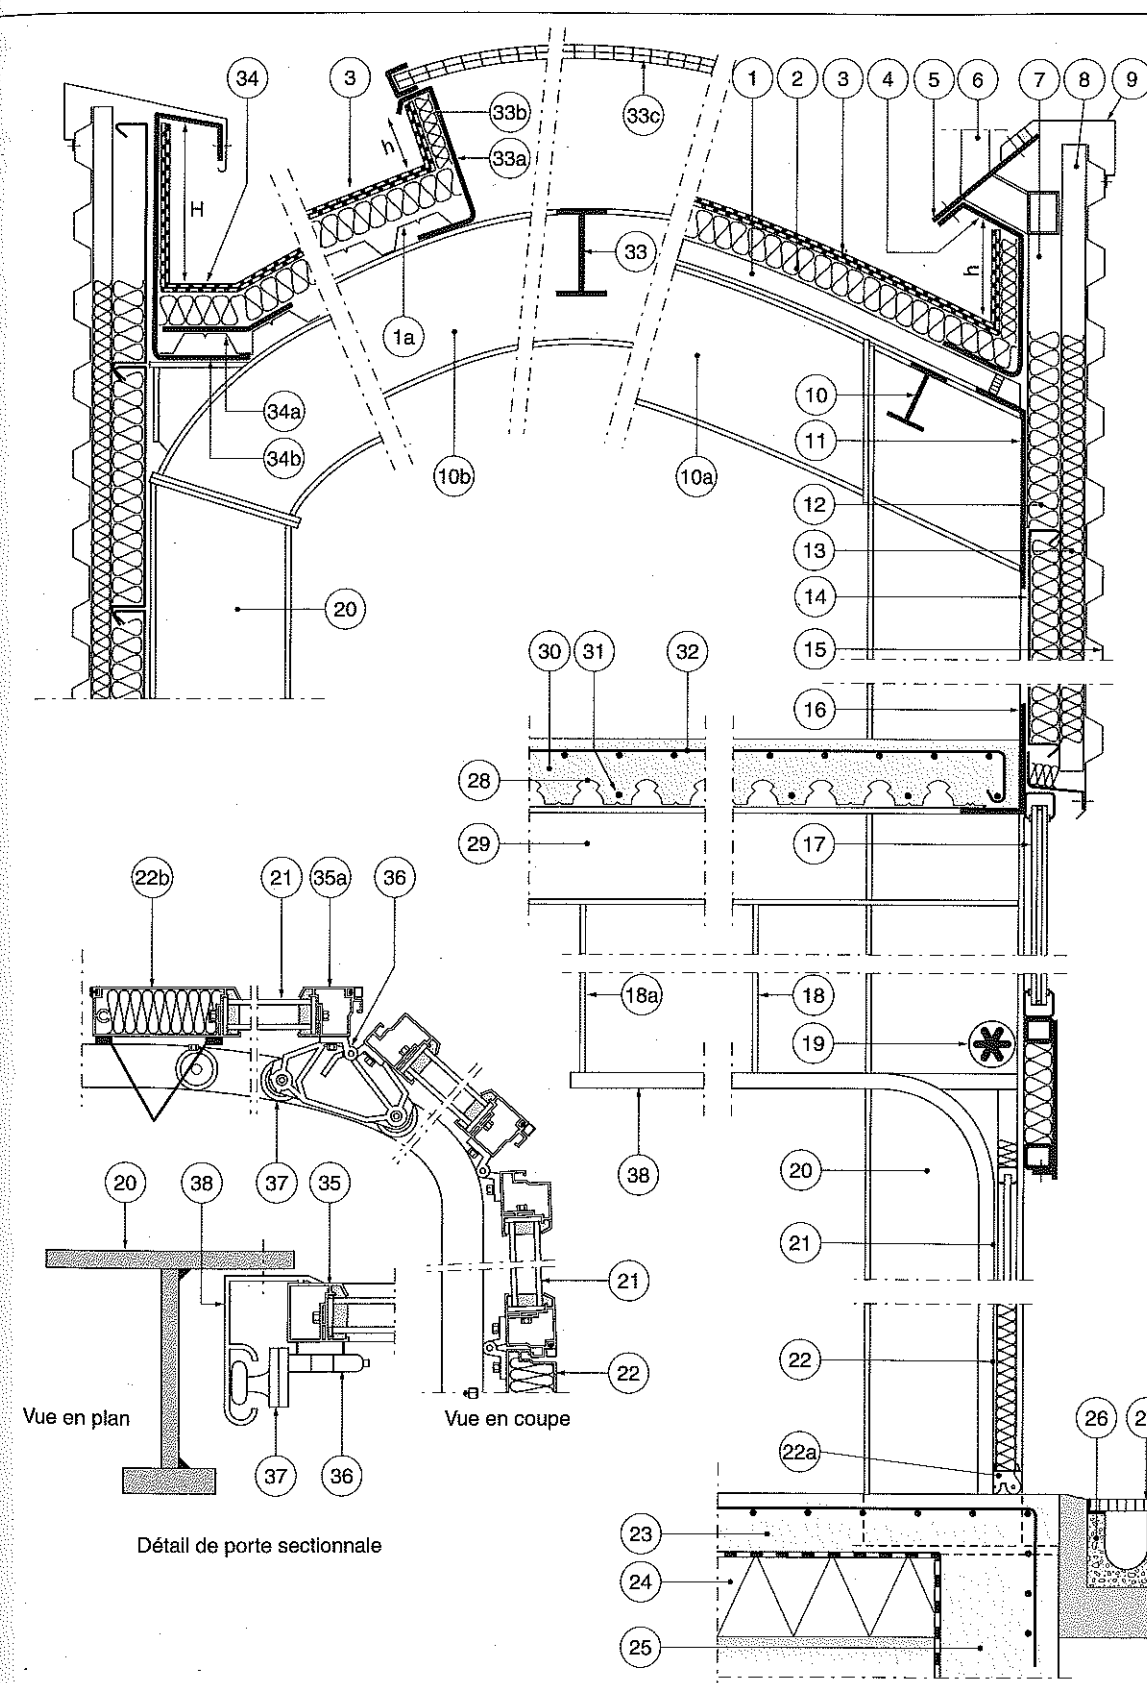 34 3 33b 33c 1 2 3 4 5 6 7 8 9
33a
h
H
h
33
1a
10
34a
11
34b 10b 10a
12
13
20
14
15
30 31 32
16
28
29 17
22b 21 35a 36
18a 18
19
37 35
20 38 38 20
21
21
22
22
Vue en plan Vue en coupe
26
22a
37 36
23
Détail de porte sectionnale
24
25